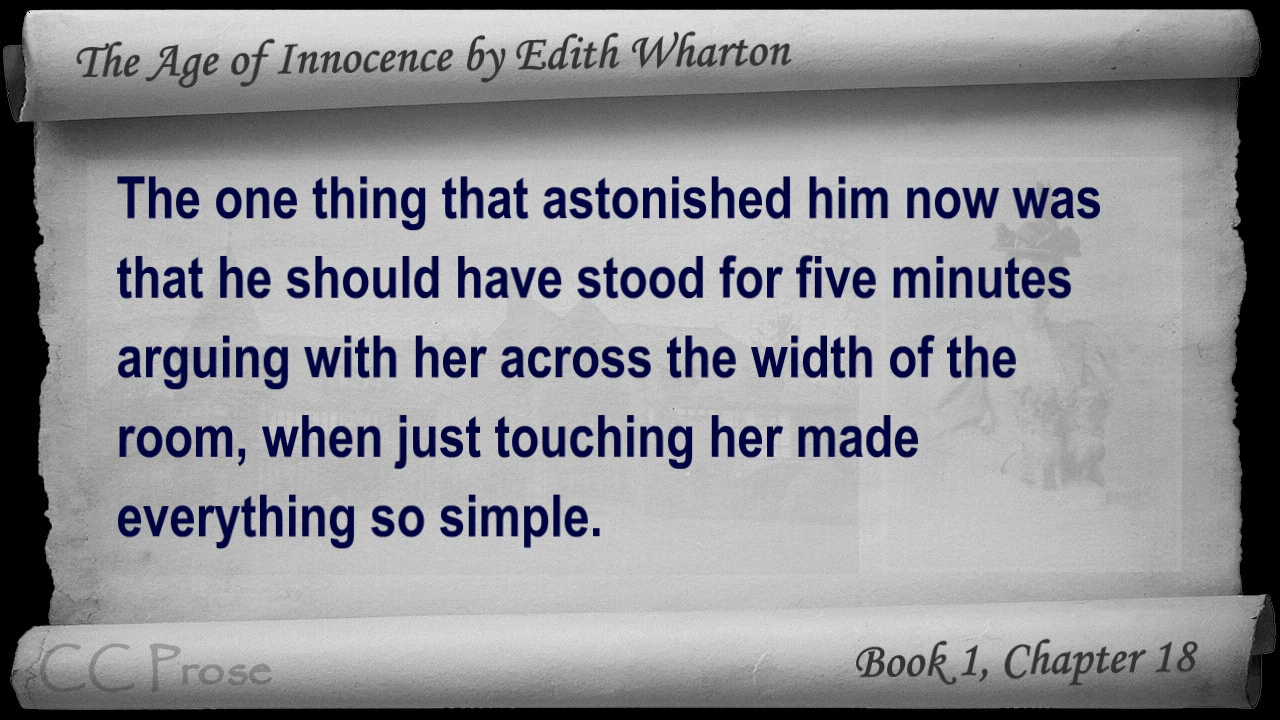 The Age of Innocence by Edith Wharton
The one thing that astonished him now was
that he should have stood for five minutes
arguing with her across the width of the
room, when just touching her made
everything so simple.
CC Prose
Book 1, Chapter 18